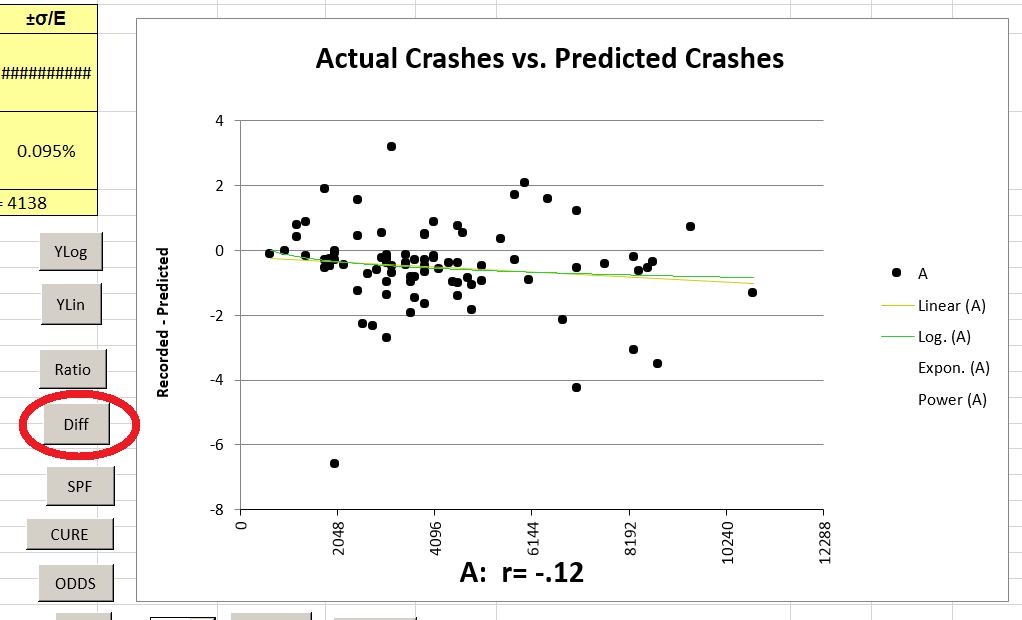 ±σ/E
##########
0.095%
= 4138
YLog
YLin
Ratio
Diff
SPF
CURE
ODDS
Actual Crashes vs. Predicted Crashes
Recorded - Predicted
4
2
0
-2
-4
-6
-8
0
2048
4096
6144
8192
10240
12288
A: r= -.12
A
Linear (A)
Log. (A)
Expon. (A)
Power (A)